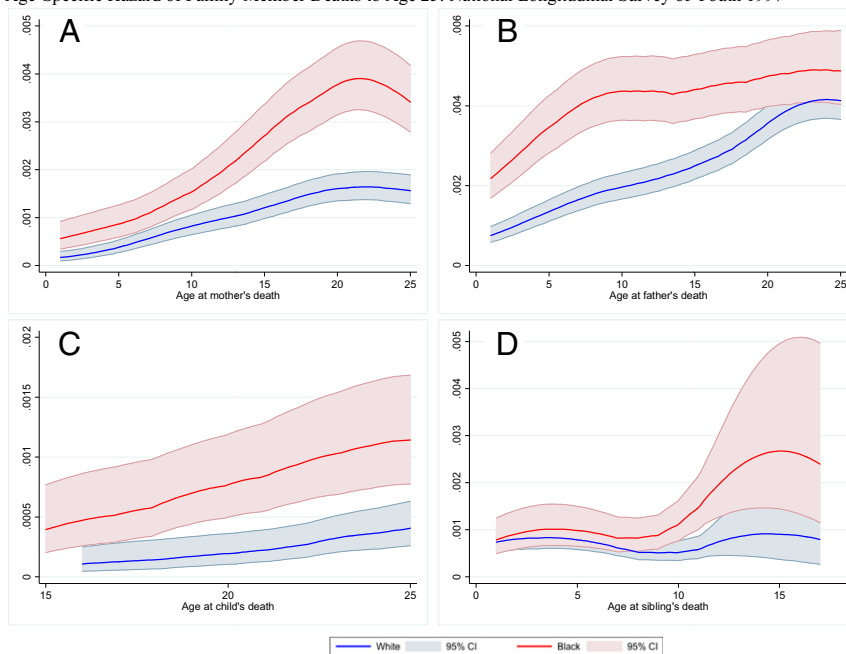 Age Specific Hazard of Family Member Deaths to Age National Longitudinal Survey of Youth 1997
A
.005
.004
.003
.002
.001
0
0 5 10 15 20 25
Age at mother's death
B
.006
.004
.002
0
0 5 10 15 20 25
Age at father's death
C
.002
.0015
.001
.0005
0
15 20 25
Age at child's death
D
.005
.004
.003
.002
.001
0
0 5 10 15
Age at sibling's death
White 95% CI Black 95% CI